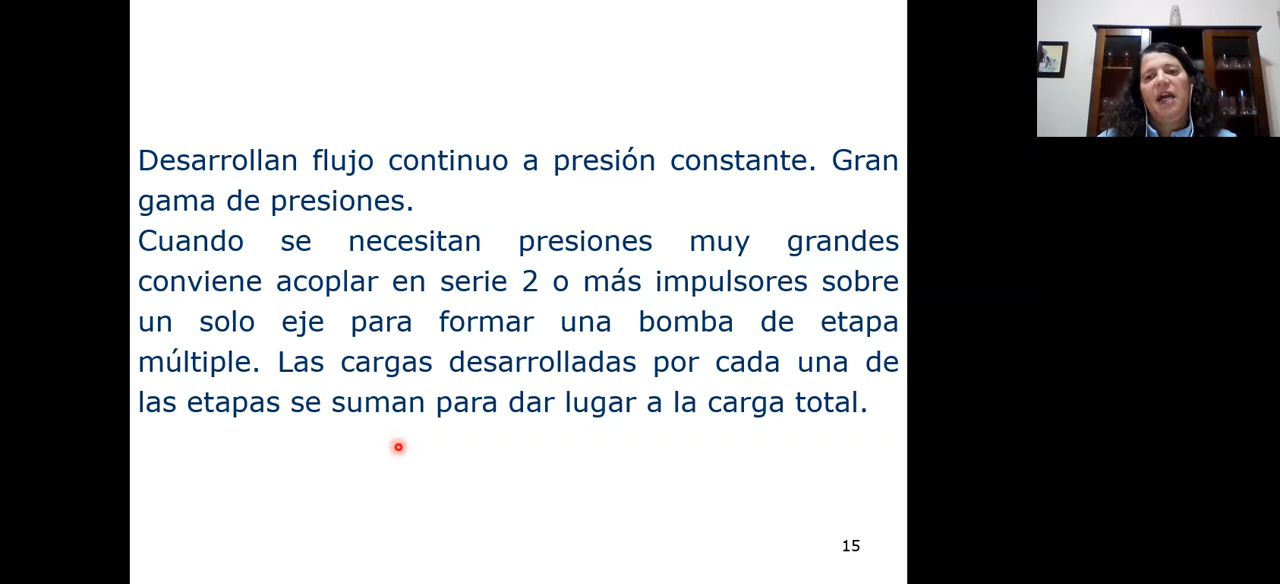 Desarrollan flujo continuo a presión constante. Gran
gama de presiones.
Cuando se necesitan presiones muy grandes
conviene acoplar en serie 2 o más impulsores sobre
un solo eje para formar una bomba de etapa
múltiple. Las cargas desarrolladas por cada una de
las etapas se suman para dar lugar a la carga total.
15